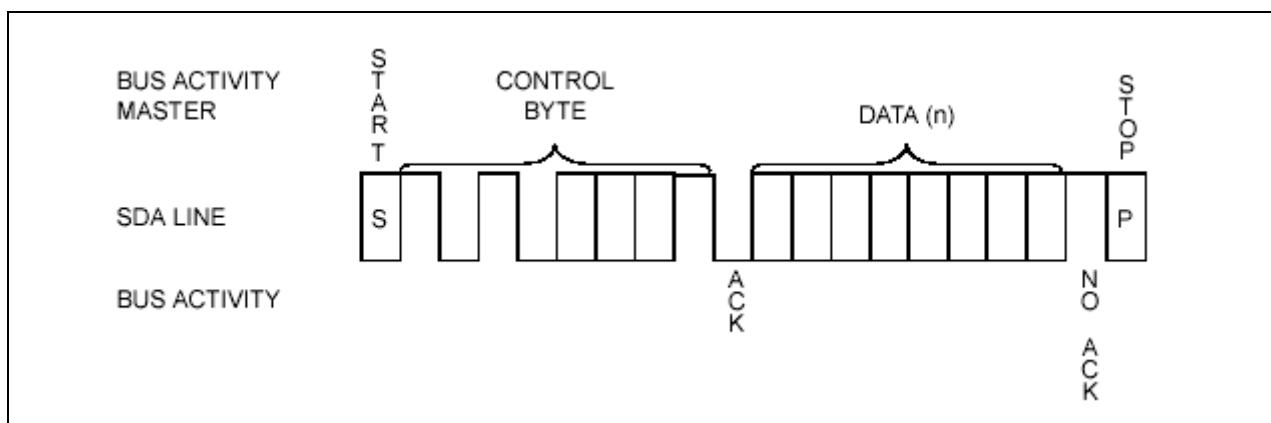 BUS ACTIVITY
MASTER
START
CONTROL
BYTE
DATA (n)
STOP
SDA LINE
S
P
BUS ACTIVITY
ACK
NO ACK